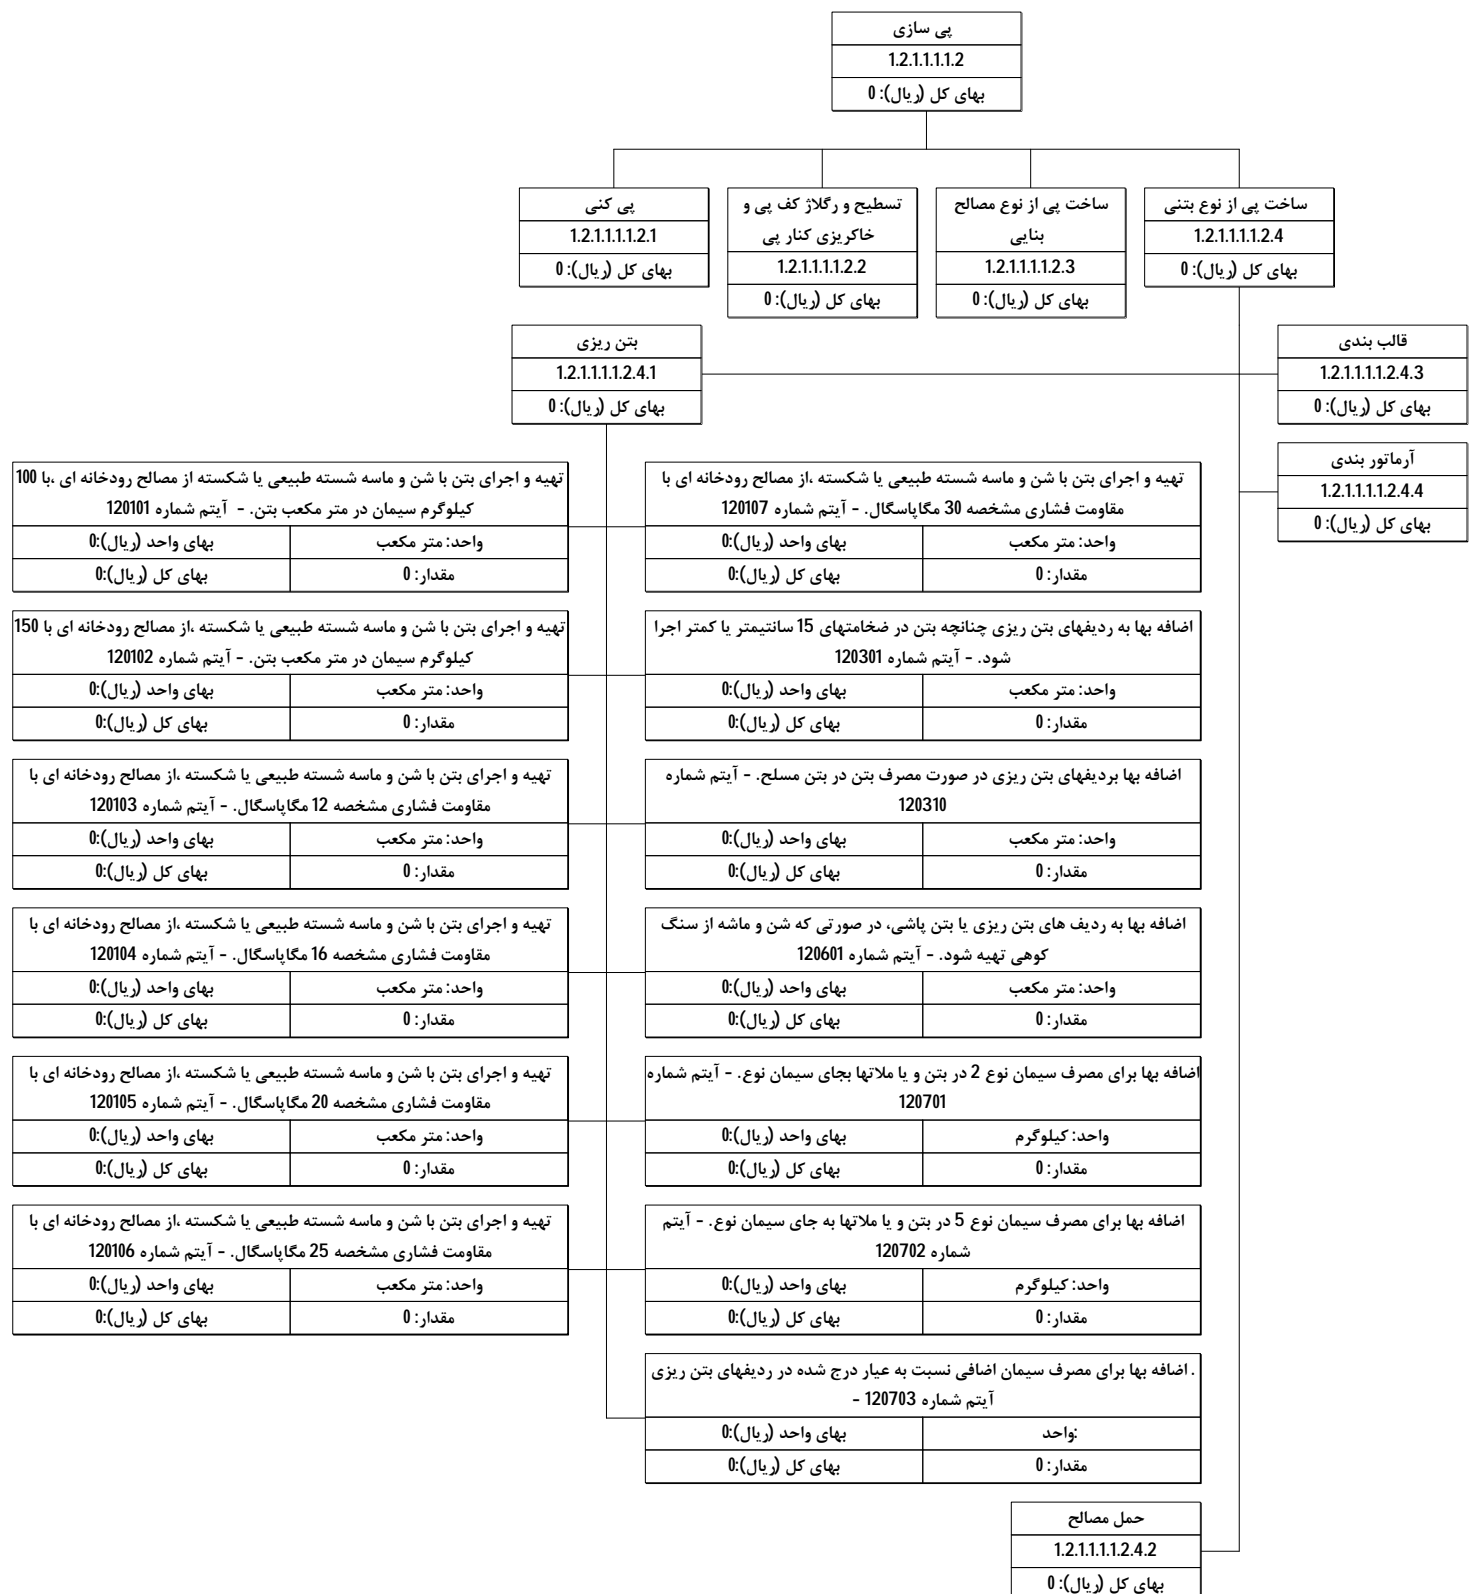 پی سازی
1.2.1.1.1.1.2
بهای کل (ریال): 0
ساخت پی از نوع بتنی
1.2.1.1.1.1.2.4
بهای کل (ریال): 0
ساخت پی از نوع مصالح
بنایی
1.2.1.1.1.1.2.3
بهای کل (ریال): 0
تسطیح و رگلاژ کف پی و
خاکریزی کنار پی
1.2.1.1.1.1.2.2
بهای کل (ریال): 0
پی کنی
1.2.1.1.1.1.2.1
بهای کل (ریال): 0
قالب بندی
1.2.1.1.1.1.2.4.3
بهای کل (ریال): 0
بتن ریزی
1.2.1.1.1.1.2.4.1
بهای کل (ریال): 0
آرماتور بندی
1.2.1.1.1.1.2.4.4
بهای کل (ریال): 0
تهیه و اجرای بتن با شن و ماسه شسته طبیعی یا شکسته ،از مصالح رودخانه ای با
مقاومت فشاری مشخصه 30 مگاپاسگال. - آیتم شماره 120107
واحد: متر مکعب بهای واحد (ریال):0
مقدار: 0 بهای کل (ریال):0
تهیه و اجرای بتن با شن و ماسه شسته طبیعی یا شکسته از مصالح رودخانه ای ،با 100
کیلوگرم سیمان در متر مکعب بتن. - آیتم شماره 120101
واحد: متر مکعب بهای واحد (ریال):0
مقدار: 0 بهای کل (ریال):0
اضافه بها به ردیفهای بتن ریزی چنانچه بتن در ضخامتهای 15 سانتیمتر یا کمتر اجرا
شود. - آیتم شماره 120301
واحد: متر مکعب بهای واحد (ریال):0
مقدار: 0 بهای کل (ریال):0
تهیه و اجرای بتن با شن و ماسه شسته طبیعی یا شکسته ،از مصالح رودخانه ای با 150
کیلوگرم سیمان در متر مکعب بتن. - آیتم شماره 120102
واحد: متر مکعب بهای واحد (ریال):0
مقدار: 0 بهای کل (ریال):0
اضافه بها بردیفهای بتن ریزی در صورت مصرف بتن در بتن مسلح. - آیتم شماره
120310
واحد: متر مکعب بهای واحد (ریال):0
مقدار: 0 بهای کل (ریال):0
تهیه و اجرای بتن با شن و ماسه شسته طبیعی یا شکسته ،از مصالح رودخانه ای با
مقاومت فشاری مشخصه 12 مگاپاسگال. - آیتم شماره 120103
واحد: متر مکعب بهای واحد (ریال):0
مقدار: 0 بهای کل (ریال):0
اضافه بها به ردیف های بتن ریزی یا بتن پاشی، در صورتی که شن و ماشه از سنگ
کوهی تهیه شود. - آیتم شماره 120601
واحد: متر مکعب بهای واحد (ریال):0
مقدار: 0 بهای کل (ریال):0
تهیه و اجرای بتن با شن و ماسه شسته طبیعی یا شکسته ،از مصالح رودخانه ای با
مقاومت فشاری مشخصه 16 مگاپاسگال. - آیتم شماره 120104
واحد: متر مکعب بهای واحد (ریال):0
مقدار: 0 بهای کل (ریال):0
اضافه بها برای مصرف سیمان نوع 2 در بتن و یا ملاتها بجای سیمان نوع. - آیتم شماره
120701
واحد: کیلوگرم بهای واحد (ریال):0
مقدار: 0 بهای کل (ریال):0
تهیه و اجرای بتن با شن و ماسه شسته طبیعی یا شکسته ،از مصالح رودخانه ای با
مقاومت فشاری مشخصه 20 مگاپاسگال. - آیتم شماره 120105
واحد: متر مکعب بهای واحد (ریال):0
مقدار: 0 بهای کل (ریال):0
اضافه بها برای مصرف سیمان نوع 5 در بتن و یا ملاتها به جای سیمان نوع. - آیتم
شماره 120702
واحد: کیلوگرم بهای واحد (ریال):0
مقدار: 0 بهای کل (ریال):0
تهیه و اجرای بتن با شن و ماسه شسته طبیعی یا شکسته ،از مصالح رودخانه ای با
مقاومت فشاری مشخصه 25 مگاپاسگال. - آیتم شماره 120106
واحد: متر مکعب بهای واحد (ریال):0
مقدار: 0 بهای کل (ریال):0
. اضافه بها برای مصرف سیمان اضافی نسبت به عیار درج شده در ردیفهای بتن ریزی
آیتم شماره 120703 -
:واحد بهای واحد (ریال):0
مقدار: 0 بهای کل (ریال):0
حمل مصالح
1.2.1.1.1.1.2.4.2
بهای کل (ریال): 0